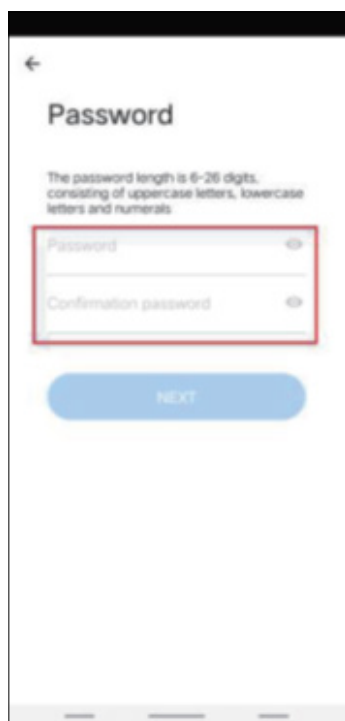 Password
The password length is 6-26 digits,
consisting of uppercase letters, lowercase
letters and numerals
Password
Confirmation password
NEXT